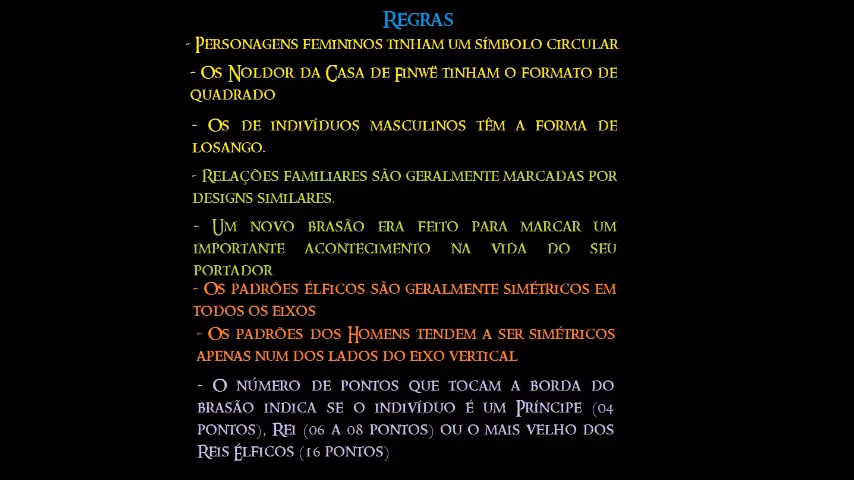 Regras
- Personagens femininos tinham um símbolo circular
- Os Noldor da Casa de Finwë tinham o formato de
quadrado
- Os de indivíduos masculinos têm a forma de
losango.
- Relações familiares são geralmente marcadas por
designs similares.
- Um novo brasão era feito para marcar um
importante acontecimento na vida do seu
portador
- Os padrões élficos são geralmente simétricos em
todos os eixos
- Os padrões dos Homens tendem a ser simétricos
apenas num dos lados do eixo vertical
- O número de pontos que tocam a borda do
brasão indica se o indivíduo é um Príncipe (04
pontos), Rei (06 a 08 pontos) ou o mais velho dos
Reis Élficos (16 pontos)